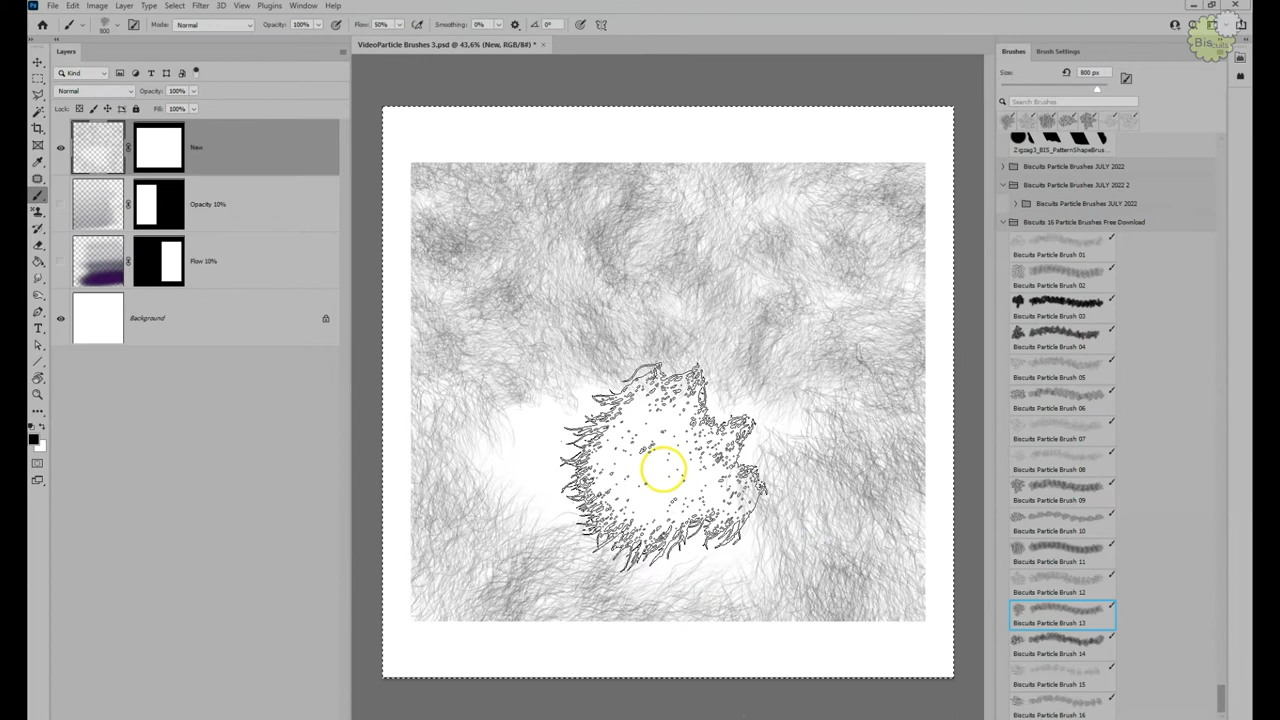 Ps File Edit Image Layer Type Select Filter 3D View Plugins Window Help
800 Mode: Normal Opacity: 100% Flow: 50% Smoothing: 0% 0°
Biscuits
Layers
VideoParticle Brushes 3.psd @ 43,6% (New, RGB/8#) *
Brushes Brush Settings
Kind
Size: 800 px
Normal Opacity: 100%
Lock: Fill: 100%
Search Brushes
New
Zigzag3_BIS_PatternShapeBrus...
Biscuits Particle Brushes JULY 2022
Biscuits Particle Brushes JULY 2022 2
Opacity 10%
Biscuits Particle Brushes JULY 2022
Biscuits 16 Particle Brushes Free Download
Biscuits Particle Brush 01
Flow 10%
Biscuits Particle Brush 02
Background
Biscuits Particle Brush 03
Biscuits Particle Brush 04
Biscuits Particle Brush 05
Biscuits Particle Brush 06
Biscuits Particle Brush 07
Biscuits Particle Brush 08
Biscuits Particle Brush 09
Biscuits Particle Brush 10
Biscuits Particle Brush 11
Biscuits Particle Brush 12
Biscuits Particle Brush 13
Biscuits Particle Brush 14
Biscuits Particle Brush 15
Biscuits Particle Brush 16